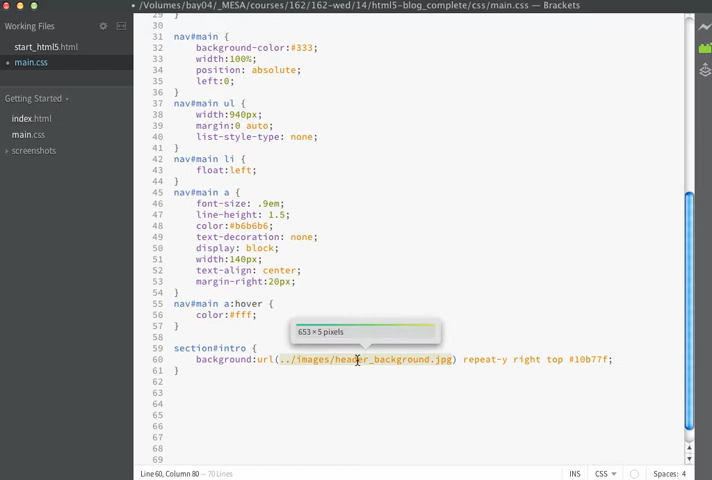 /Volumes/bay04/_MESA/courses/162/162-wed/14/html5-blog_complete/css/main.css — Brackets
Working Files
start_html5.html
main.css
Getting Started
index.html
main.css
screenshots
29 }
30
31 nav#main {
32 background-color:#333;
33 width:100%;
34 position: absolute;
35 left:0;
36 }
37 nav#main ul {
38 width:940px;
39 margin:0 auto;
40 list-style-type: none;
41 }
42 nav#main li {
43 float:left;
44 }
45 nav#main a {
46 font-size: .9em;
47 line-height: 1.5;
48 color:#b6b6b6;
49 text-decoration: none;
50 display: block;
51 width:140px;
52 text-align: center;
53 margin-right:20px;
54 }
55 nav#main a:hover {
56 color:#fff;
57 }
653 × 5 pixels
58
59 section#intro {
60 background:url(../images/header_background.jpg) repeat-y right top #10b77f;
61 }
62
63
64
65
66
67
68
69
Line 60, Column 80 — 70 Lines
INS
CSS
Spaces: 4